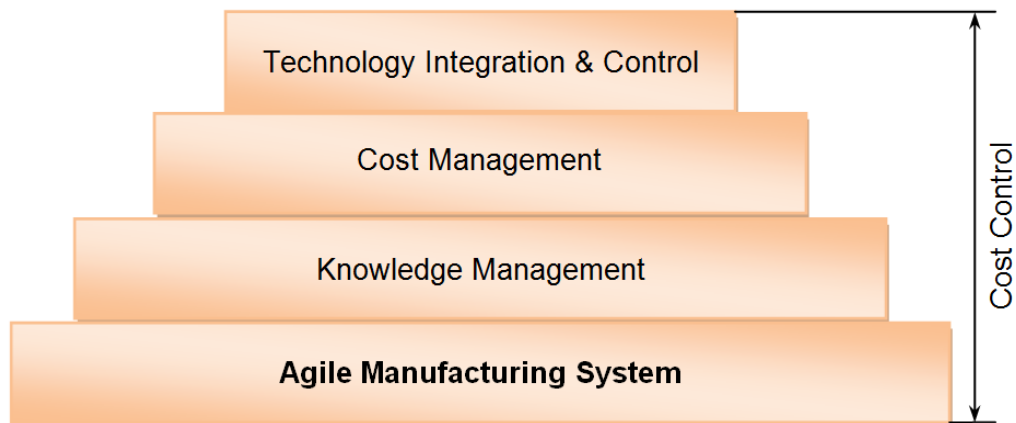 Technology Integration & Control
Cost Management
Knowledge Management
Agile Manufacturing System
Cost Control